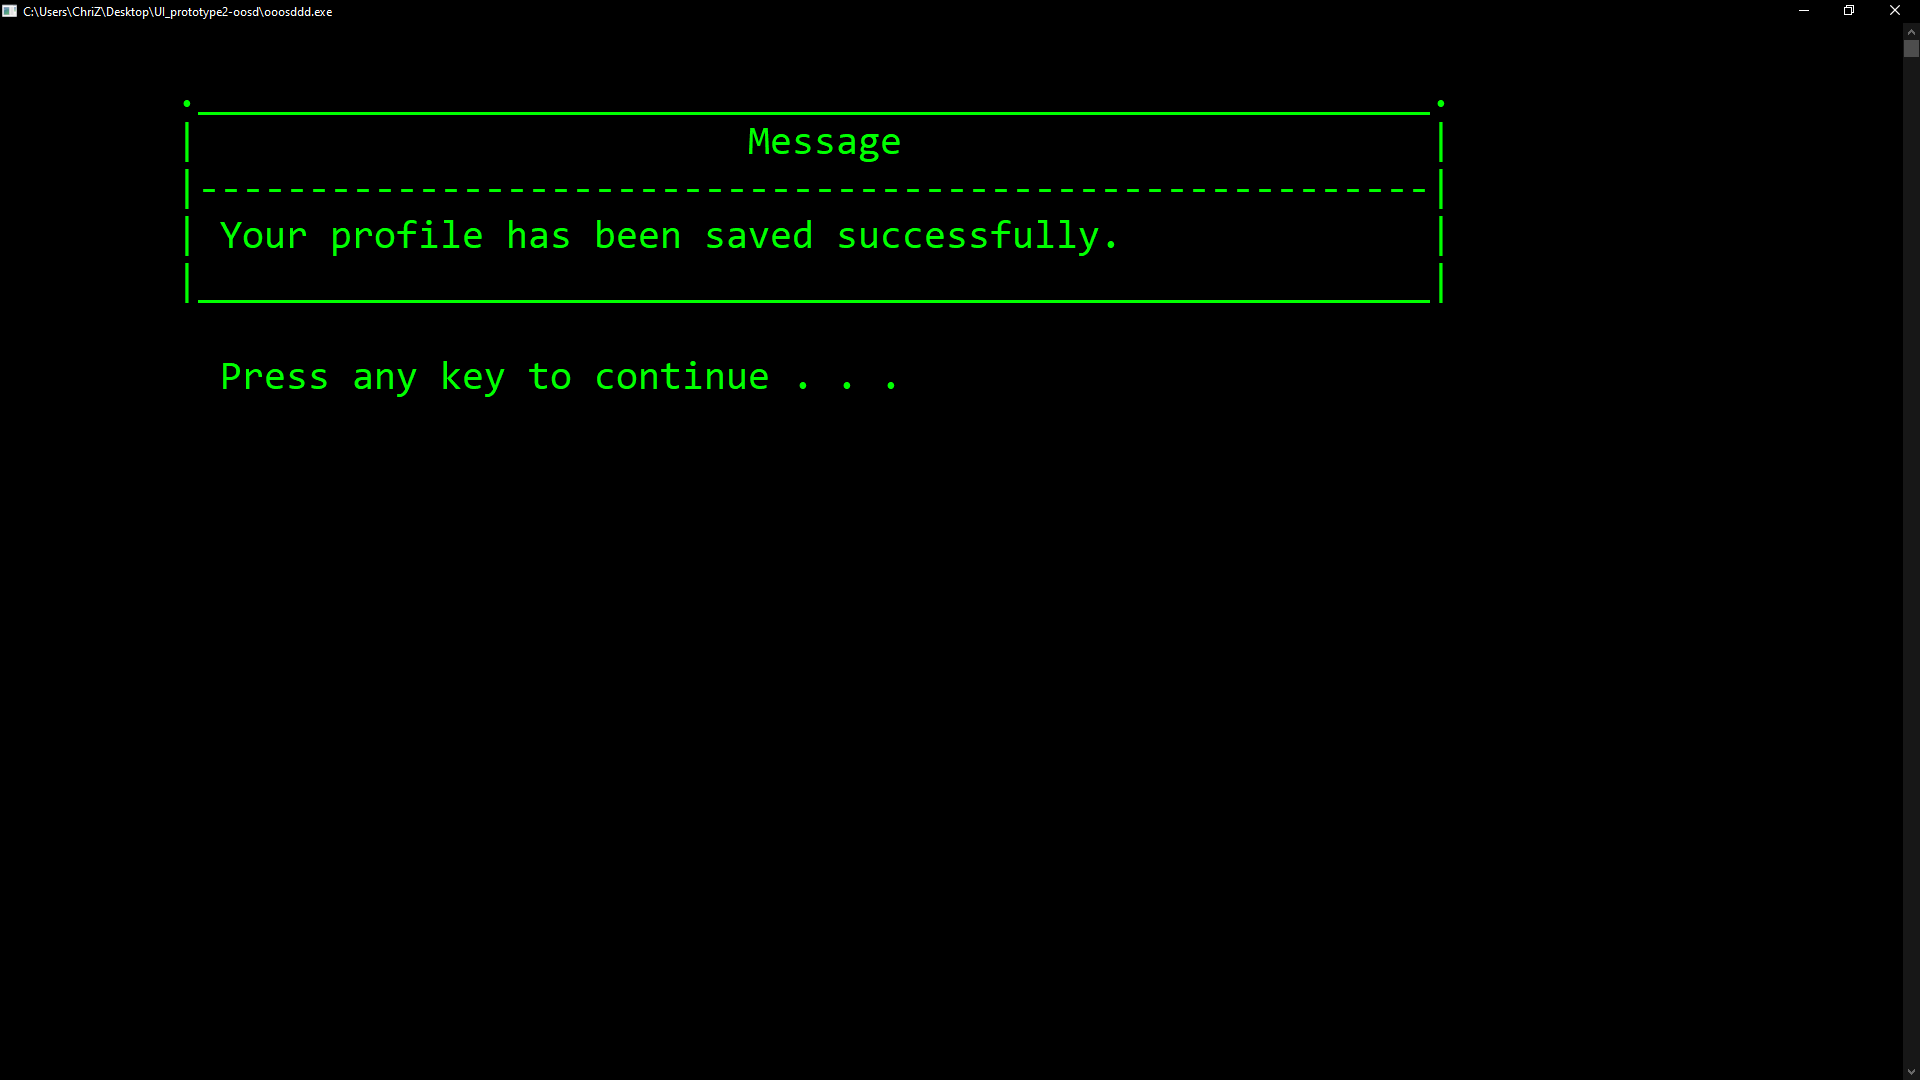 C:\Users\ChriZ\Desktop\UI_prototype2-oosd\ooosddd.exe
Message
Your profile has been saved successfully.
Press any key to continue . . .